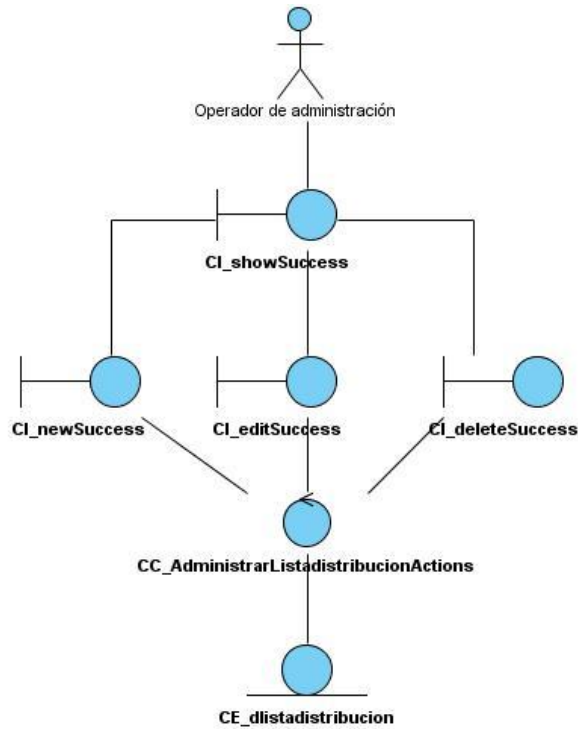 Operador de administración
CI_showSuccess
CI_newSuccess
CI_editSuccess
CI_deleteSuccess
CC_AdministrarListadistribucionActions
CE_dlistadistribucion